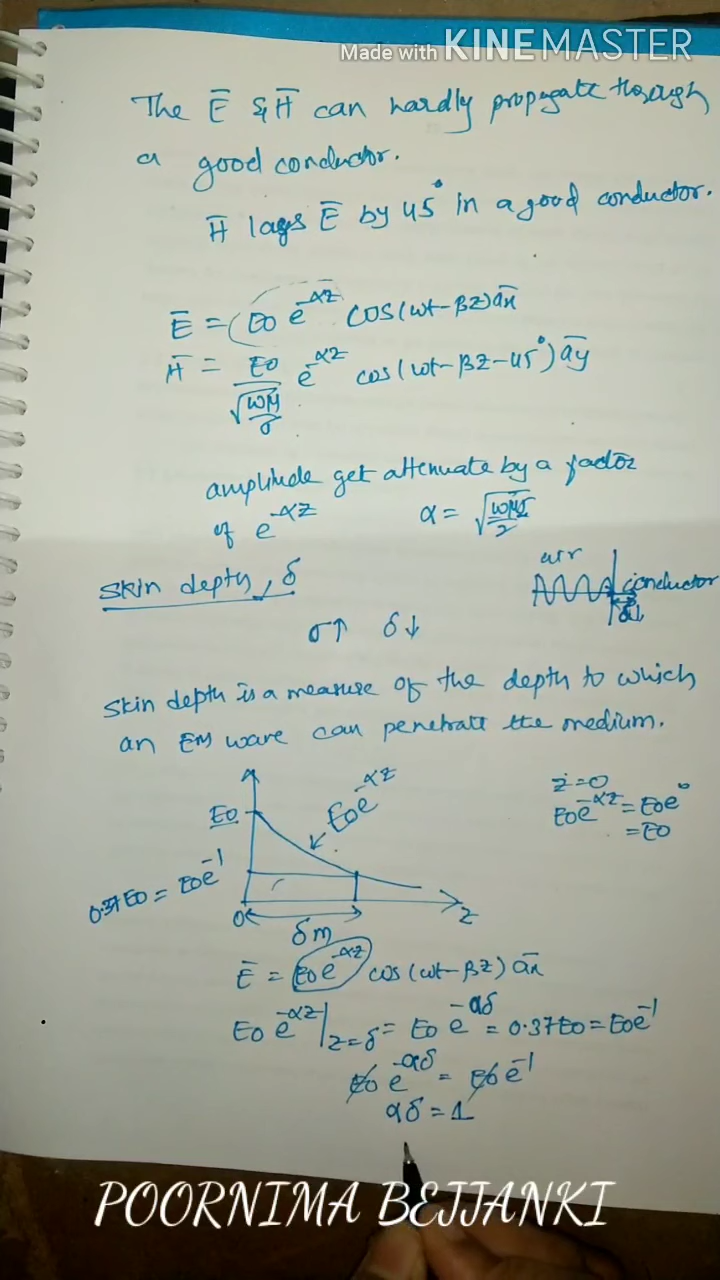 Made with KINEMASTER
The E̅ & H̅ can hardly propagate through
a good conductor.
H̅ lags E̅ by 45° in a good conductor.
E̅ = (E0 e^-αz cos(ωt-βz) a̅x
H̅ = E0/√(ωμ/σ) e^-αz cos(ωt-βz-45°) a̅y
amplitude get attenuate by a factor
of e^-αz α = √(ωμσ/2)
air
Skin depth, δ
conductor
δ
σ↑ δ↓
Skin depth is a measure of the depth to which
an EM wave can penetrate the medium.
z=0
E0e^-αz = E0e^0
= E0
E0
E0e^-αz
0.37E0 = E0e^-1
0
z
δm
E̅ = E0e^-αz cos(ωt-βz) a̅x
E0 e^-αz|z=δ = E0 e^-αδ = 0.37E0 = E0e^-1
E0 e^-αδ = E0 e^-1
αδ = 1
POORNIMA BEJJANKI